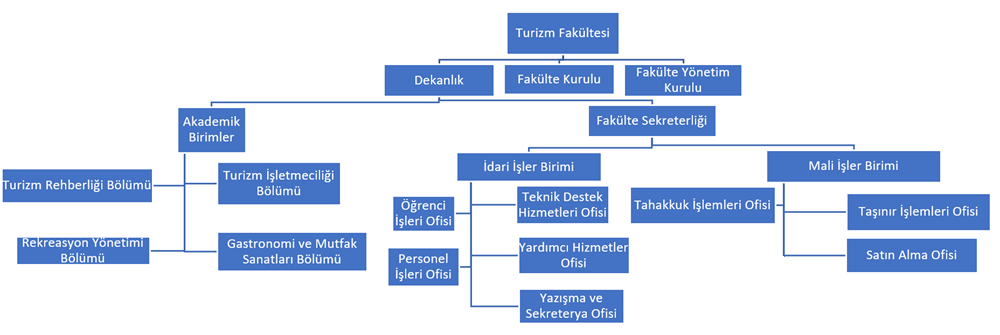 Turizm Fakültesi
Dekanlık
Fakülte Kurulu
Fakülte Yönetim
Kurulu
Akademik
Birimler
Fakülte Sekreterliği
İdari İşler Birimi
Mali İşler Birimi
Turizm Rehberliği Bölümü
Turizm İşletmeciliği
Bölümü
Rekreasyon Yönetimi
Bölümü
Gastronomi ve Mutfak
Sanatları Bölümü
Öğrenci
İşleri Ofisi
Teknik Destek
Hizmetleri Ofisi
Personel
İşleri Ofisi
Yardımcı Hizmetler
Ofisi
Yazışma ve
Sekreterya Ofisi
Tahakkuk İşlemleri Ofisi
Taşınır İşlemleri Ofisi
Satın Alma Ofisi